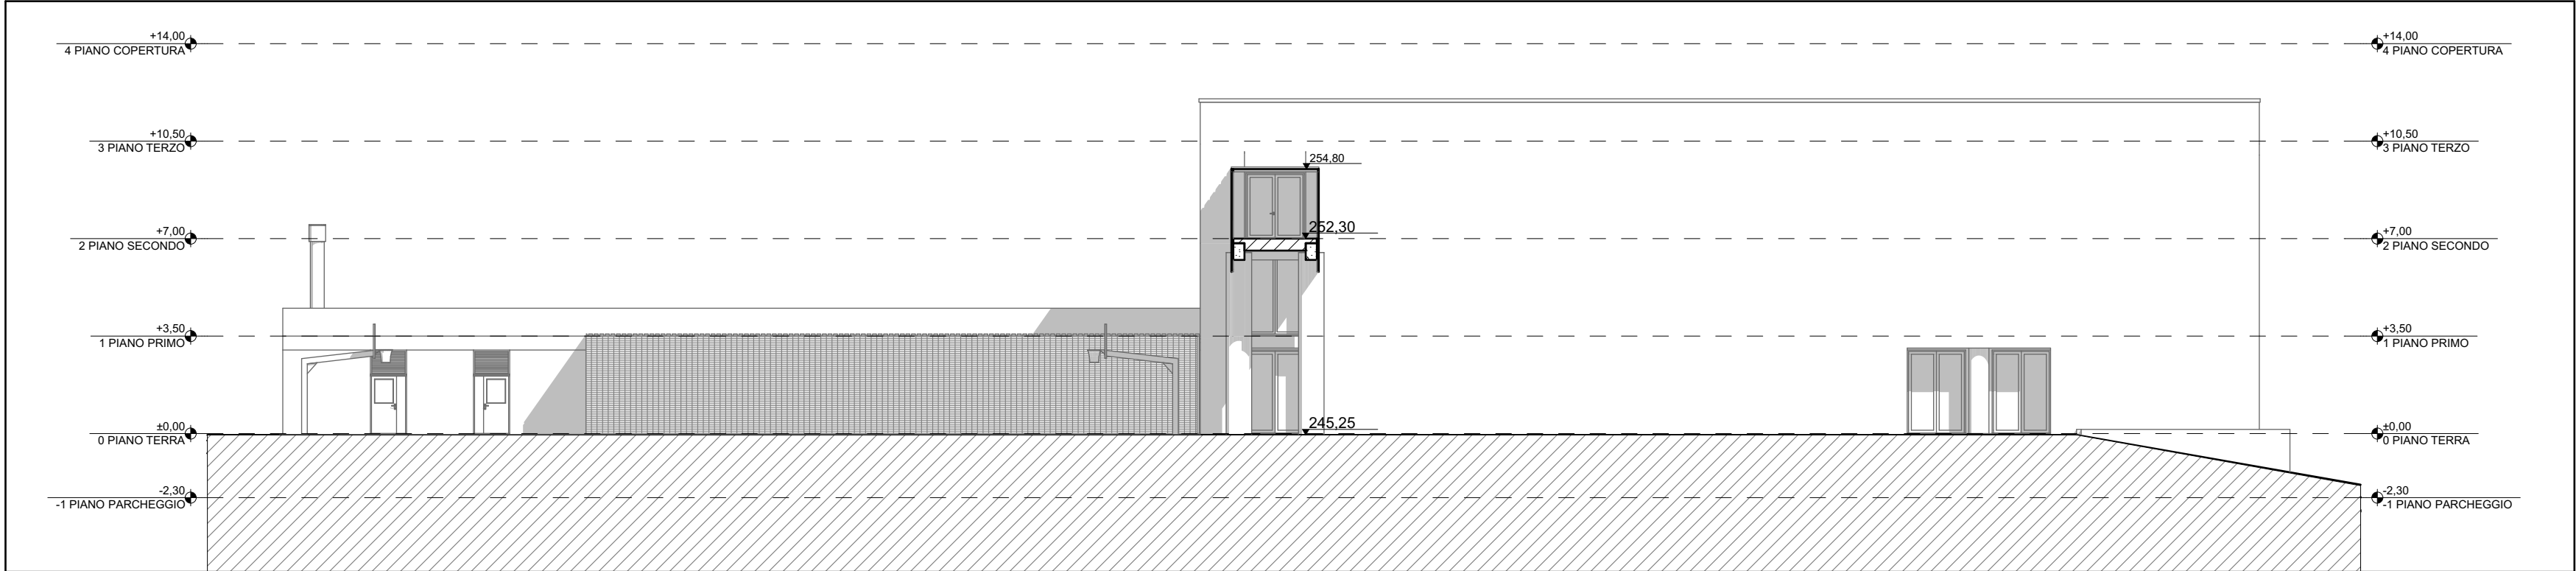 +14,00
4 PIANO COPERTURA
+14,00
4 PIANO COPERTURA
+10,50
3 PIANO TERZO
+10,50
3 PIANO TERZO
254,80
+7,00
2 PIANO SECONDO
252,30
+7,00
2 PIANO SECONDO
+3,50
1 PIANO PRIMO
+3,50
1 PIANO PRIMO
±0,00
0 PIANO TERRA
245,25
±0,00
0 PIANO TERRA
-2,30
-1 PIANO PARCHEGGIO
-2,30
-1 PIANO PARCHEGGIO